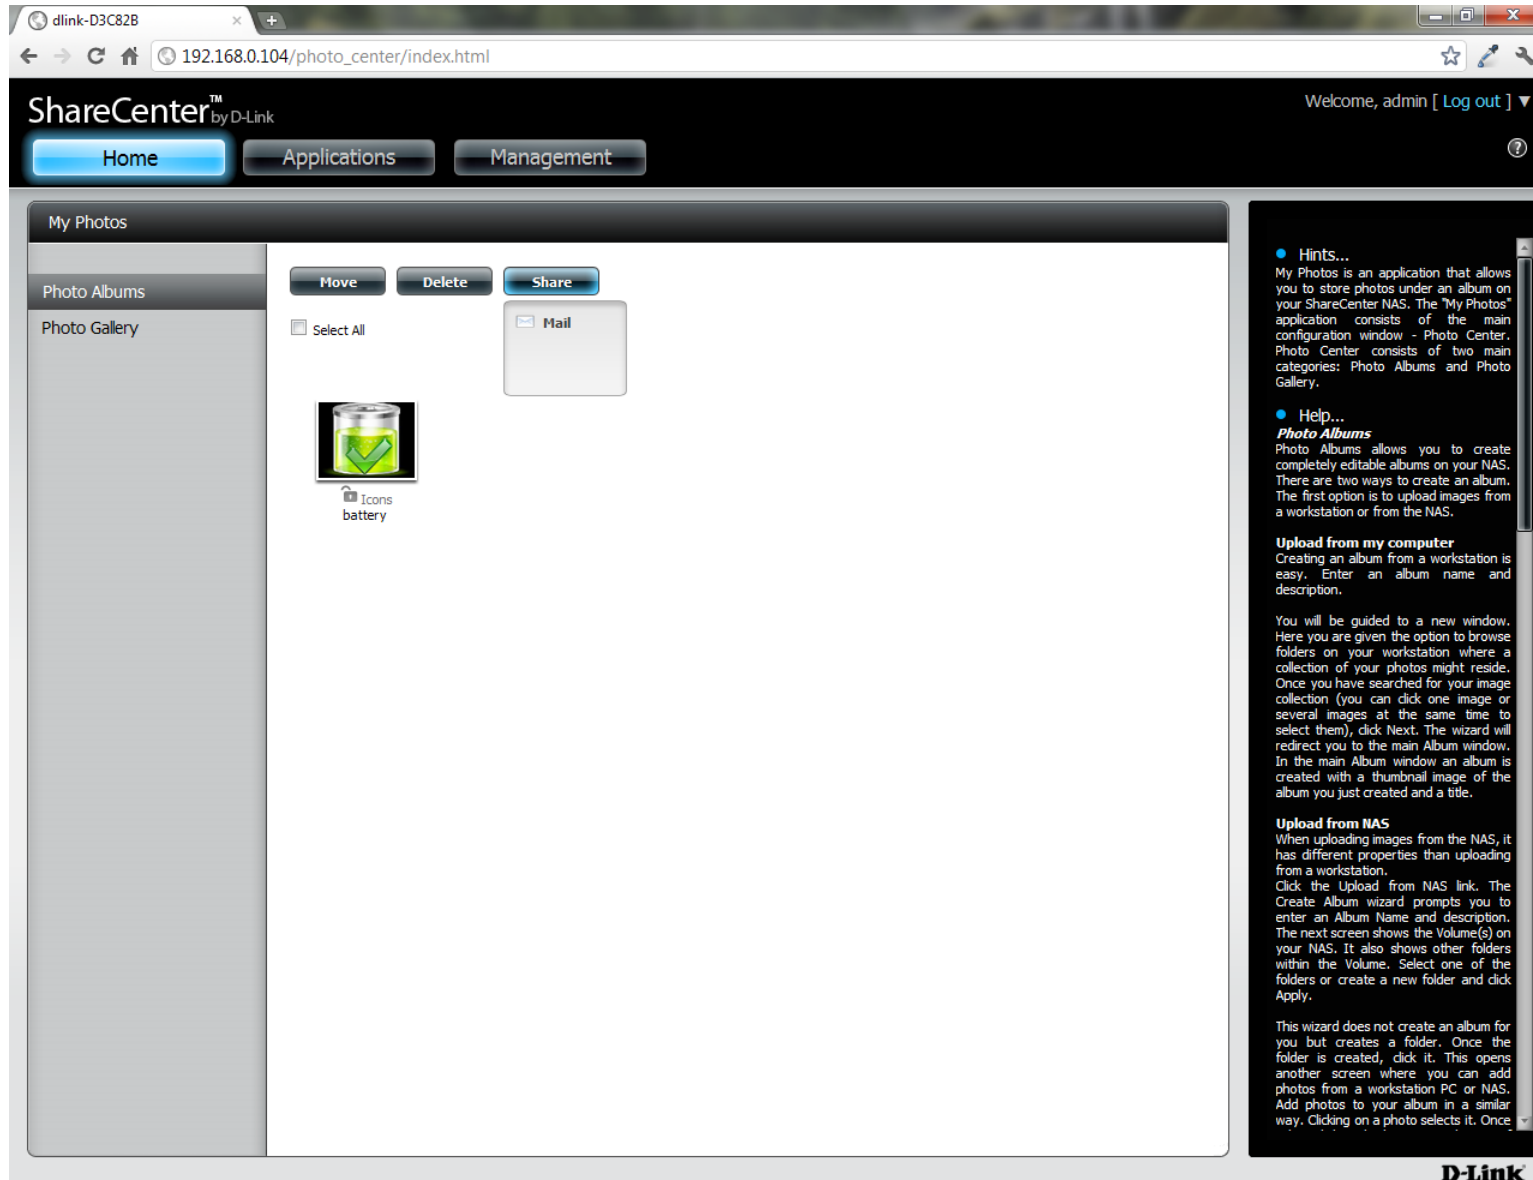 dlink-D3C82B
192.168.0.104/photo_center/index.html
ShareCenter™ by D-Link
Welcome, admin [ Log out ] ▼
Home
Applications
Management
?
My Photos
Photo Albums
Photo Gallery
Move
Delete
Share
Select All
Mail
Icons
battery
Hints...
My Photos is an application that allows
you to store photos under an album on
your ShareCenter NAS. The "My Photos"
application consists of the main
configuration window - Photo Center.
Photo Center consists of two main
categories: Photo Albums and Photo
Gallery.
Help...
Photo Albums
Photo Albums allows you to create
completely editable albums on your NAS.
There are two ways to create an album.
The first option is to upload images from
a workstation or from the NAS.
Upload from my computer
Creating an album from a workstation is
easy. Enter an album name and
description.
You will be guided to a new window.
Here you are given the option to browse
folders on your workstation where a
collection of your photos might reside.
Once you have searched for your image
collection (you can click one image or
several images at the same time to
select them), click Next. The wizard will
redirect you to the main Album window.
In the main Album window an album is
created with a thumbnail image of the
album you just created and a title.
Upload from NAS
When uploading images from the NAS, it
has different properties than uploading
from a workstation.
Click the Upload from NAS link. The
Create Album wizard prompts you to
enter an Album Name and description.
The next screen shows the Volume(s) on
your NAS. It also shows other folders
within the Volume. Select one of the
folders or create a new folder and click
Apply.
This wizard does not create an album for
you but creates a folder. Once the
folder is created, click it. This opens
another screen where you can add
photos from a workstation PC or NAS.
Add photos to your album in a similar
way. Clicking on a photo selects it. Once
D-Link